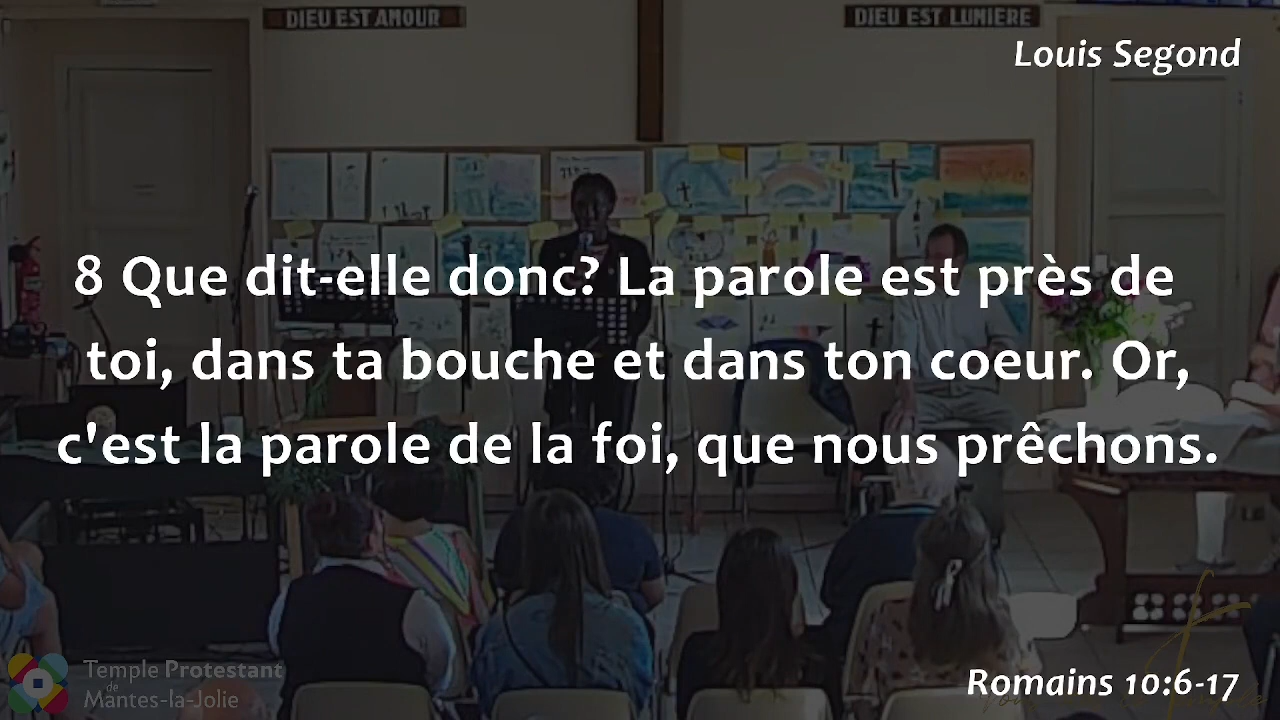 DIEU EST AMOUR
DIEU EST LUMIERE
Louis Segond
8 Que dit-elle donc? La parole est près de
toi, dans ta bouche et dans ton coeur. Or,
c'est la parole de la foi, que nous prêchons.
Temple Protestant
de
Mantes-la-Jolie
Romains 10:6-17